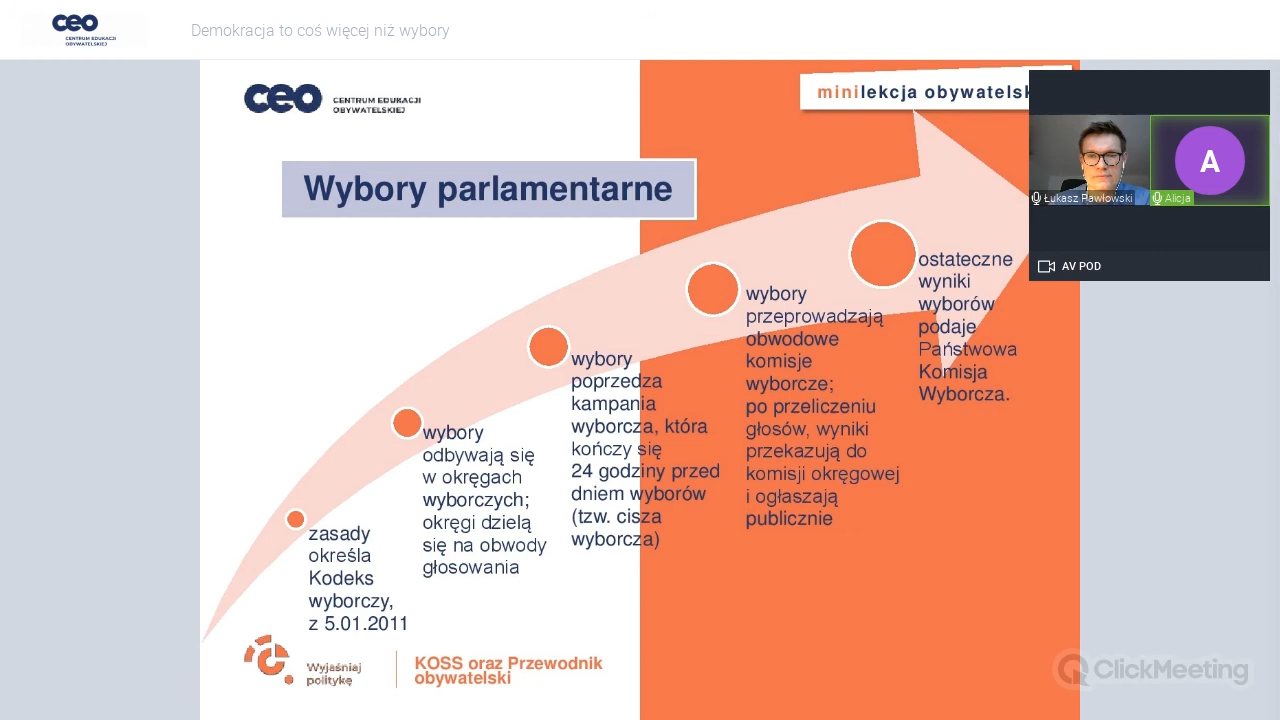 ceo
CENTRUM EDUKACJI
OBYWATELSKIEJ
Demokracja to coś więcej niż wybory
ceo
CENTRUM EDUKACJI
OBYWATELSKIEJ
minilekcja obywatelsk
Wybory parlamentarne
zasady
określa
Kodeks
wyborczy,
z 5.01.2011
wybory
odbywają się
w okręgach
wyborczych;
okręgi dzielą
się na obwody
głosowania
wybory
poprzedza
kampania
wyborcza, która
kończy się
24 godziny przed
dniem wyborów
(tzw. cisza
wyborcza)
wybory
przeprowadzają
obwodowe
komisje
wyborcze;
po przeliczeniu
głosów, wyniki
przekazują do
komisji okręgowej
i ogłaszają
publicznie
ostateczne
wyniki
wyborów
podaje
Państwowa
Komisja
Wyborcza.
A
Łukasz Pawłowski
Alicja
AV POD
Wyjaśniaj
politykę
KOSS oraz Przewodnik
obywatelski
ClickMeeting